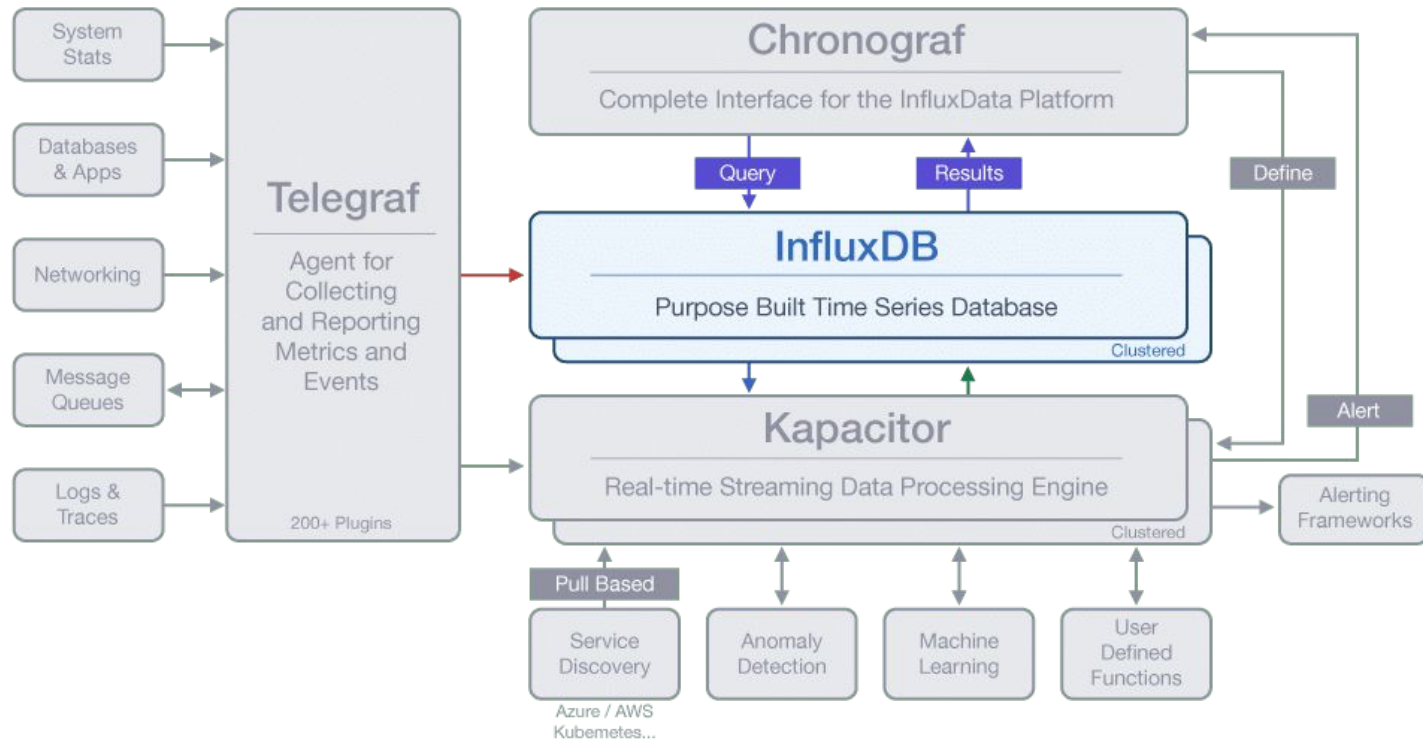 System
Stats
Databases
& Apps
Networking
Message
Queues
Logs &
Traces
Telegraf
Agent for
Collecting
and Reporting
Metrics and
Events
200+ Plugins
Chronograf
Complete Interface for the InfluxData Platform
Query
Results
Define
InfluxDB
Purpose Built Time Series Database
Clustered
Alert
Kapacitor
Real-time Streaming Data Processing Engine
Clustered
Alerting
Frameworks
Pull Based
Service
Discovery
Azure / AWS
Kubemetes...
Anomaly
Detection
Machine
Learning
User
Defined
Functions